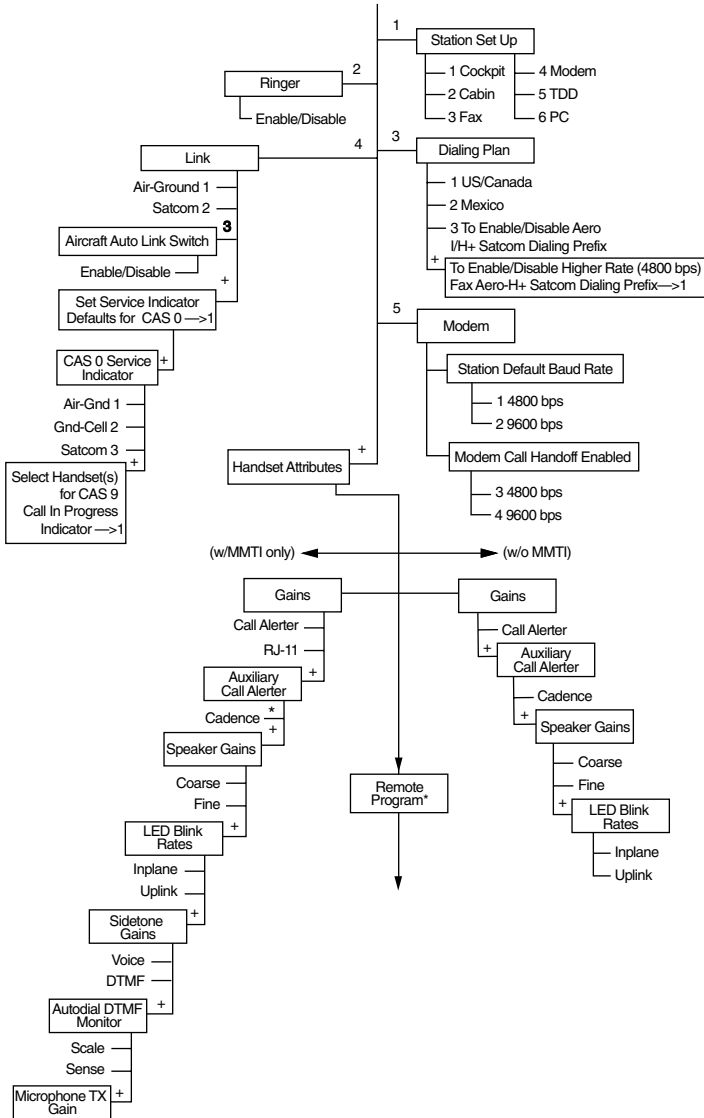 1
Station Set Up
1 Cockpit
4 Modem
2 Cabin
5 TDD
3 Fax
6 PC
2
Ringer
Enable/Disable
4
Link
Air-Ground 1
Satcom 2
3
Aircraft Auto Link Switch
Enable/Disable
+
Set Service Indicator
Defaults for CAS 0 —>1
+
CAS 0 Service
Indicator
Air-Gnd 1
Gnd-Cell 2
Satcom 3
+
Select Handset(s)
for CAS 9
Call In Progress
Indicator —>1
3
Dialing Plan
1 US/Canada
2 Mexico
3 To Enable/Disable Aero
I/H+ Satcom Dialing Prefix
+
To Enable/Disable Higher Rate (4800 bps)
Fax Aero-H+ Satcom Dialing Prefix—>1
5
Modem
Station Default Baud Rate
1 4800 bps
2 9600 bps
Modem Call Handoff Enabled
3 4800 bps
4 9600 bps
+
Handset Attributes
(w/MMTI only)
(w/o MMTI)
Gains
Call Alerter
RJ-11
+
Auxiliary
Call Alerter
*
Cadence
+
Speaker Gains
Coarse
Fine
+
LED Blink
Rates
Inplane
Uplink
+
Sidetone
Gains
Voice
DTMF
+
Autodial DTMF
Monitor
Scale
Sense
+
Microphone TX
Gain
Remote
Program*
Gains
Call Alerter
+
Auxiliary
Call Alerter
Cadence
+
Speaker Gains
Coarse
Fine
+
LED Blink
Rates
Inplane
Uplink